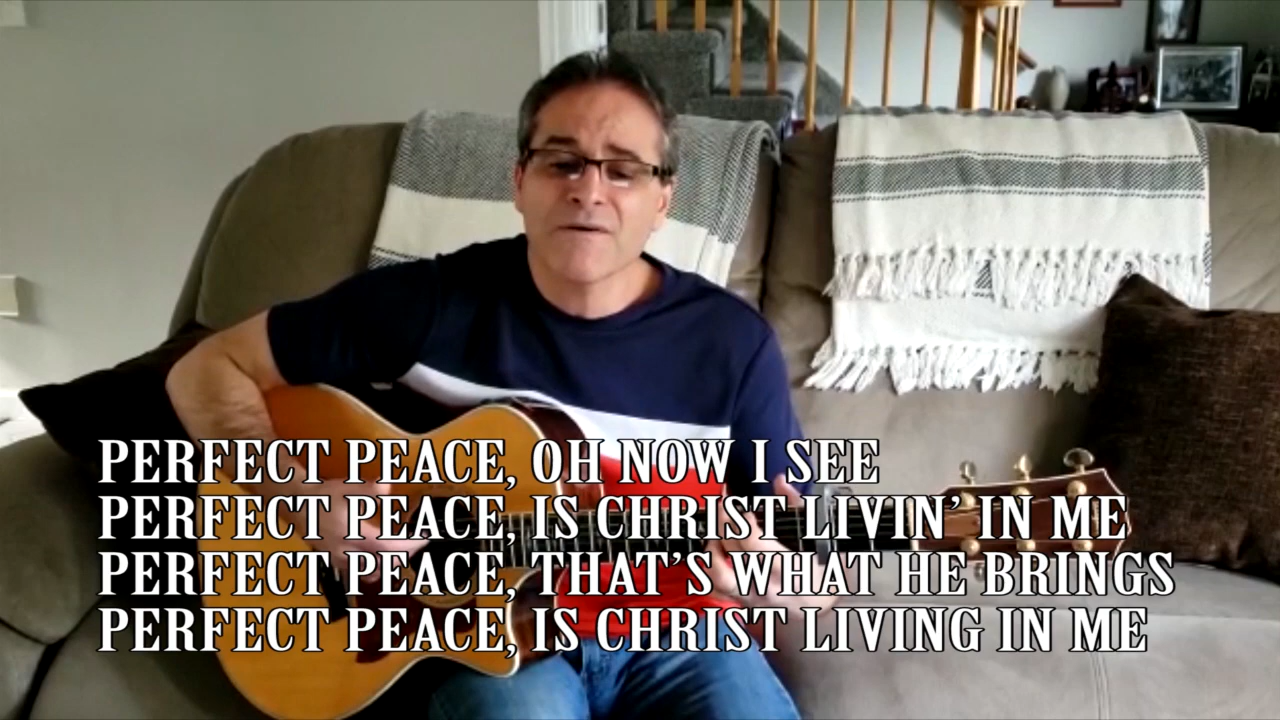 PERFECT PEACE, OH NOW I SEE
PERFECT PEACE, IS CHRIST LIVIN' IN ME
PERFECT PEACE, THAT'S WHAT HE BRINGS
PERFECT PEACE, IS CHRIST LIVING IN ME